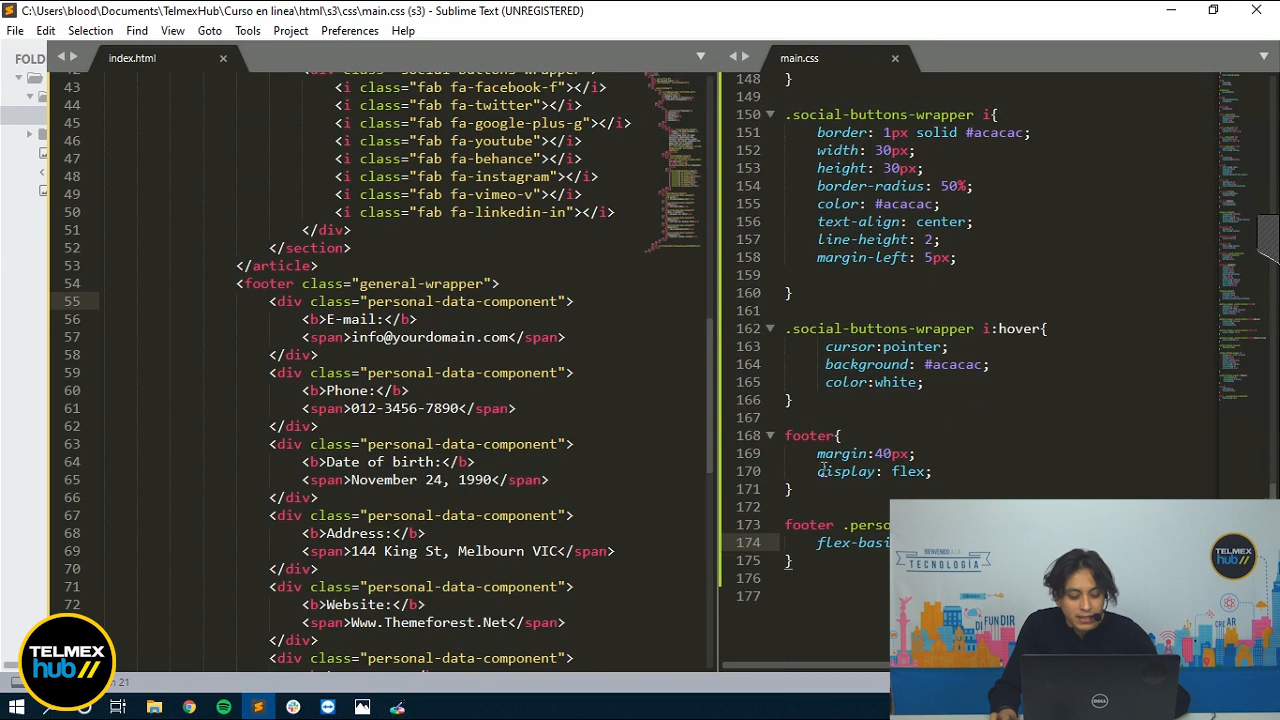 C:\Users\blood\Documents\TelmexHub\Curso en linea\html\s3\css\main.css (s3) - Sublime Text (UNREGISTERED)
File Edit Selection Find View Goto Tools Project Preferences Help
FOLD
index.html
43 <i class="fab fa-facebook-f"></i>
44 <i class="fab fa-twitter"></i>
45 <i class="fab fa-google-plus-g"></i>
46 <i class="fab fa-youtube"></i>
47 <i class="fab fa-behance"></i>
48 <i class="fab fa-instagram"></i>
49 <i class="fab fa-vimeo-v"></i>
50 <i class="fab fa-linkedin-in"></i>
51 </div>
52 </section>
53 </article>
54 <footer class="general-wrapper">
55 <div class="personal-data-component">
56 <b>E-mail:</b>
57 <span>info@yourdomain.com</span>
58 </div>
59 <div class="personal-data-component">
60 <b>Phone:</b>
61 <span>012-3456-7890</span>
62 </div>
63 <div class="personal-data-component">
64 <b>Date of birth:</b>
65 <span>November 24, 1990</span>
66 </div>
67 <div class="personal-data-component">
68 <b>Address:</b>
69 <span>144 King St, Melbourn VIC</span>
70 </div>
71 <div class="personal-data-component">
72 <b>Website:</b>
<span>Www.Themeforest.Net</span>
</div>
<div class="personal-data-component">
main.css
148 }
149
150 .social-buttons-wrapper i{
151 border: 1px solid #acacac;
152 width: 30px;
153 height: 30px;
154 border-radius: 50%;
155 color: #acacac;
156 text-align: center;
157 line-height: 2;
158 margin-left: 5px;
159
160 }
161
162 .social-buttons-wrapper i:hover{
163 cursor:pointer;
164 background: #acacac;
165 color:white;
166 }
167
168 footer{
169 margin:40px;
170 display: flex;
171 }
172
173 footer .perso
174 flex-basi
175 }
176
177
BIENVENIDO A LA
TECNOLOGÍA
DIFUNDIR
CREAR
TELMEX
hub
TELMEX
hub//
21
DELL